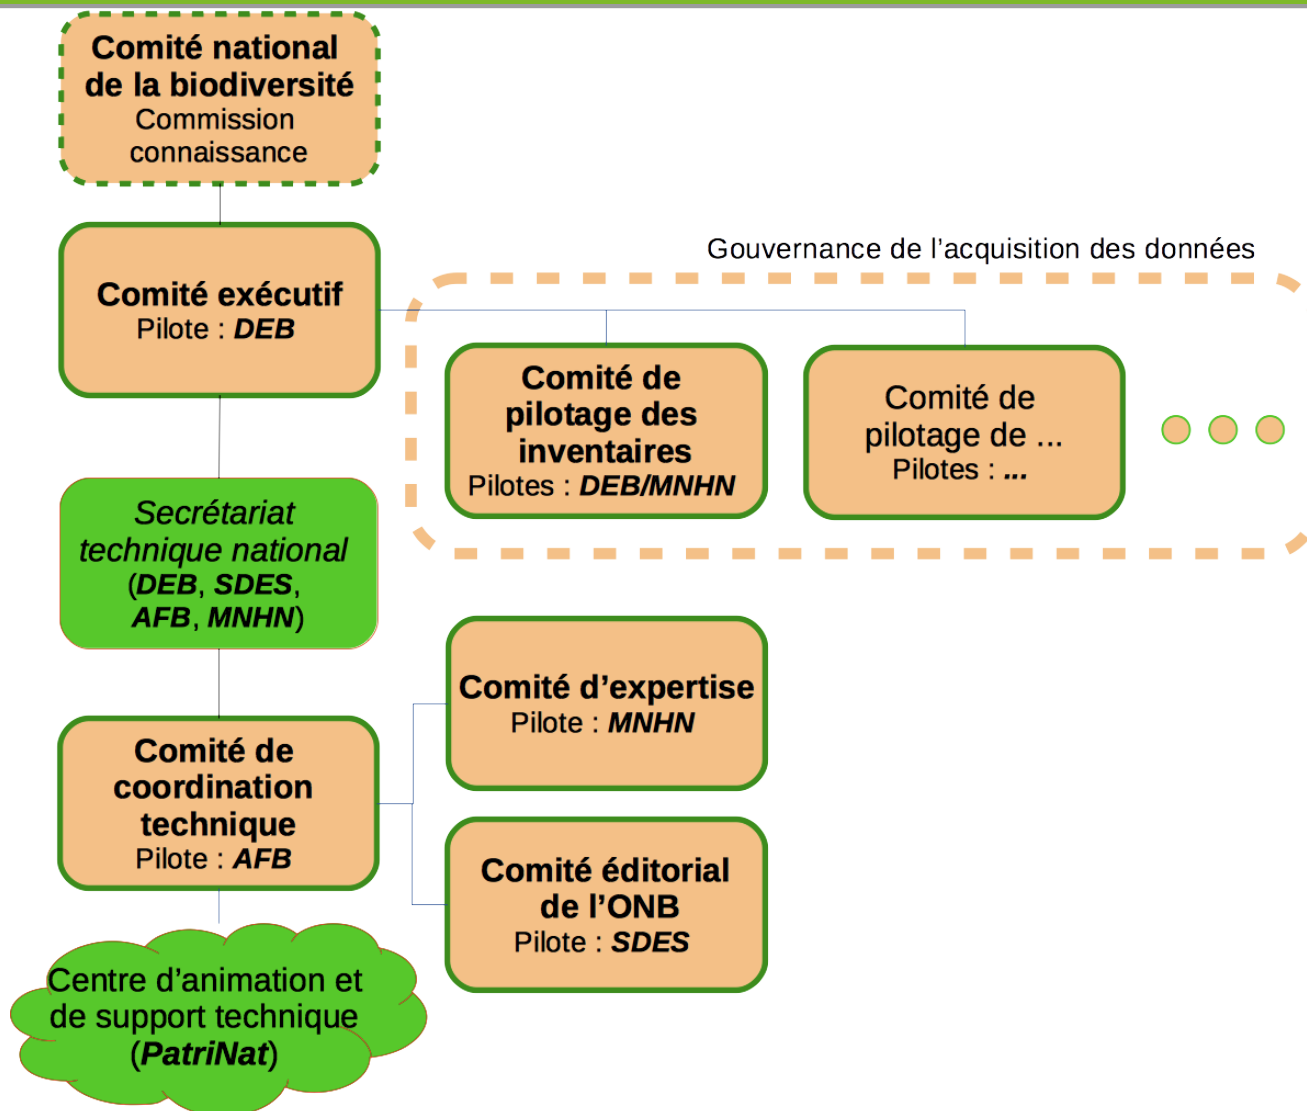 Comité national
de la biodiversité
Commission
connaissance
Comité exécutif
Pilote : DEB
Gouvernance de l’acquisition des données
Comité de
pilotage des
inventaires
Pilotes : DEB/MNHN
Comité de
pilotage de ...
Pilotes : ...
Secrétariat
technique national
(DEB, SDES,
AFB, MNHN)
Comité d’expertise
Pilote : MNHN
Comité de
coordination
technique
Pilote : AFB
Comité éditorial
de l’ONB
Pilote : SDES
Centre d’animation et
de support technique
(PatriNat)